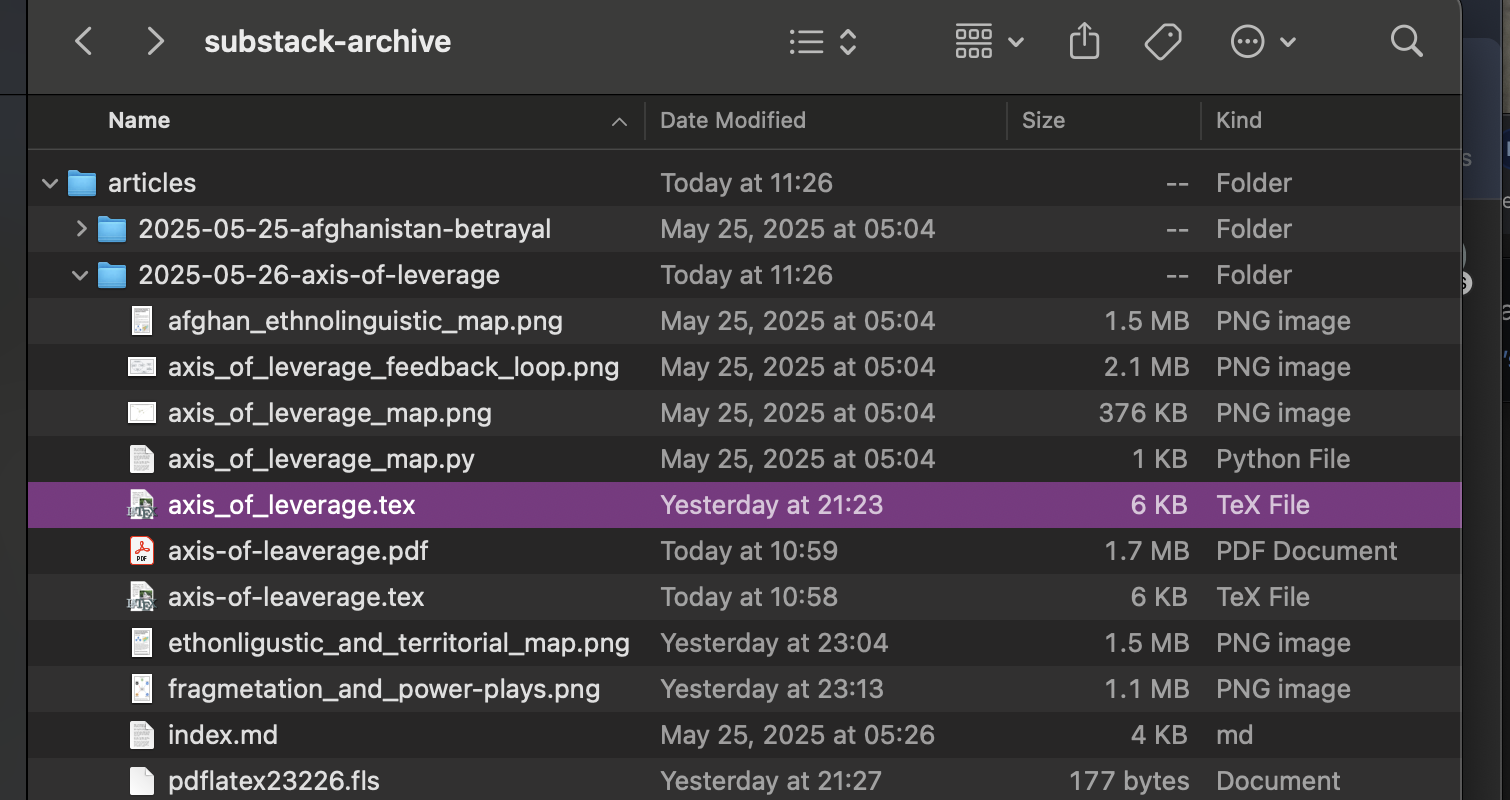 substack-archive
Name Date Modified Size Kind
articles Today at 11:26 -- Folder
2025-05-25-afghanistan-betrayal May 25, 2025 at 05:04 -- Folder
2025-05-26-axis-of-leverage Today at 11:26 -- Folder
afghan_ethnolinguistic_map.png May 25, 2025 at 05:04 1.5 MB PNG image
axis_of_leverage_feedback_loop.png May 25, 2025 at 05:04 2.1 MB PNG image
axis_of_leverage_map.png May 25, 2025 at 05:04 376 KB PNG image
axis_of_leverage_map.py May 25, 2025 at 05:04 1 KB Python File
axis_of_leverage.tex Yesterday at 21:23 6 KB TeX File
axis-of-leaverage.pdf Today at 10:59 1.7 MB PDF Document
axis-of-leaverage.tex Today at 10:58 6 KB TeX File
ethonligustic_and_territorial_map.png Yesterday at 23:04 1.5 MB PNG image
fragmetation_and_power-plays.png Yesterday at 23:13 1.1 MB PNG image
index.md May 25, 2025 at 05:26 4 KB md
pdflatex23226.fls Yesterday at 21:27 177 bytes Document